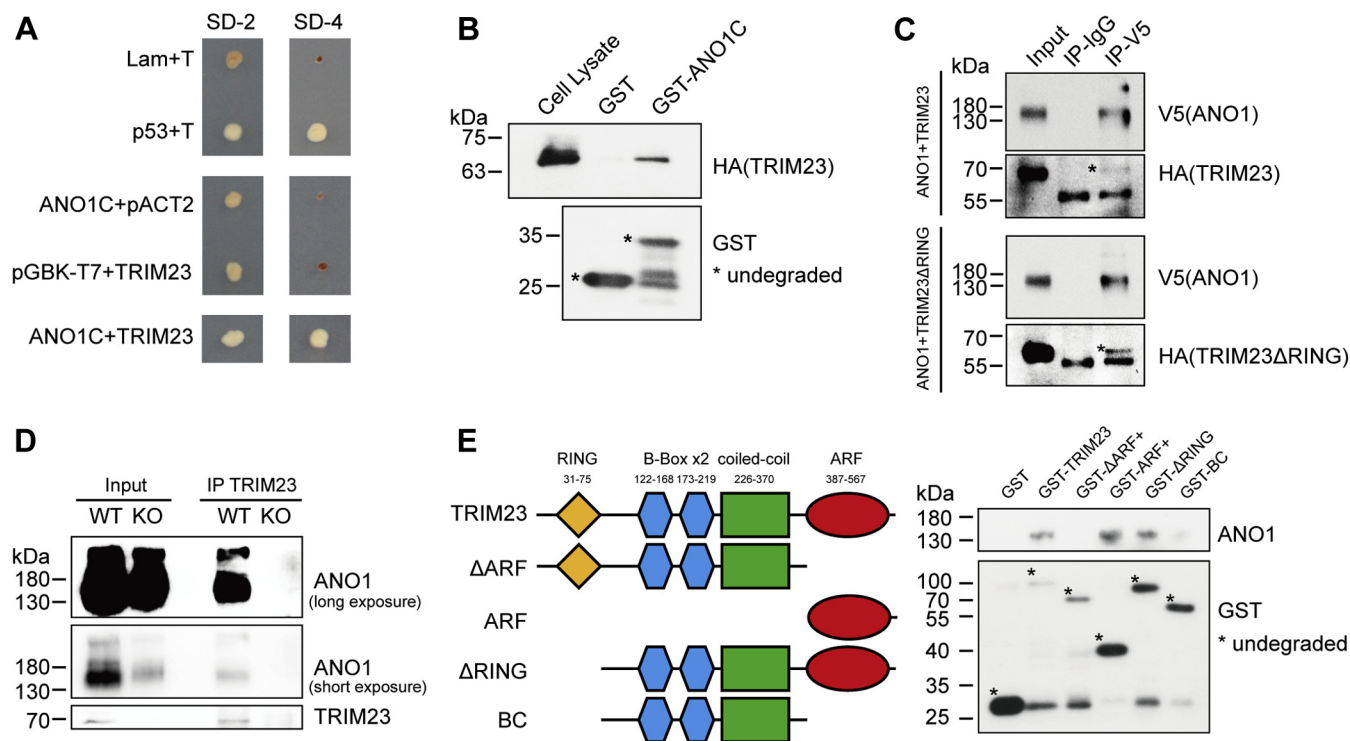 A
SD-2 SD-4
Lam+T
p53+T
ANO1C+pACT2
pGBK-T7+TRIM23
ANO1C+TRIM23
B
Cell Lysate GST GST-ANO1C
kDa
75
63
HA(TRIM23)
35
25
* *
GST
* undegraded
C
Input IP-IgG IP-V5
kDa
ANO1+TRIM23
180
130
V5(ANO1)
70
55
*
HA(TRIM23)
ANO1+TRIM23ΔRING
180
130
V5(ANO1)
70
55
*
HA(TRIM23ΔRING)
D
Input IP TRIM23
WT KO WT KO
kDa
180
130
ANO1
(long exposure)
180
130
ANO1
(short exposure)
70
TRIM23
E
RING B-Box x2 coiled-coil ARF
31-75 122-168 173-219 226-370 387-567
TRIM23
ΔARF
ARF
ΔRING
BC
GST GST-TRIM23 GST-ΔARF+ GST-ARF+ GST-ΔRING GST-BC
kDa
180
130
ANO1
100
70
55
40
35
25
* * * * * *
GST
* undegraded